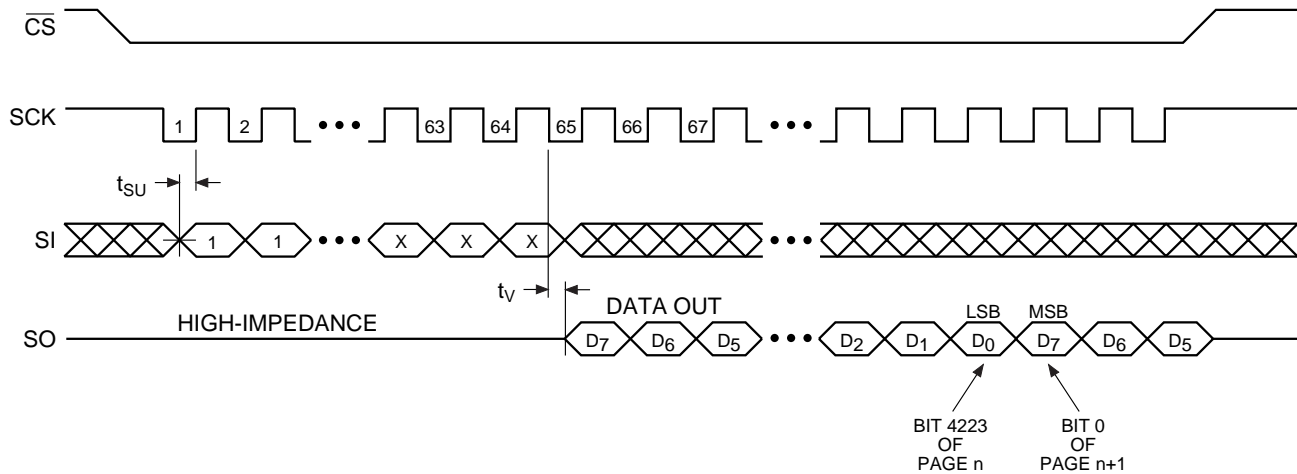 CS
SCK
1 2 ••• 63 64 65 66 67 •••
tSU
SI
1 1 ••• X X X •••
tV
DATA OUT
HIGH-IMPEDANCE
LSB MSB
SO
D7 D6 D5 ••• D2 D1 D0 D7 D6 D5
BIT 4223
OF
PAGE n
BIT 0
OF
PAGE n+1